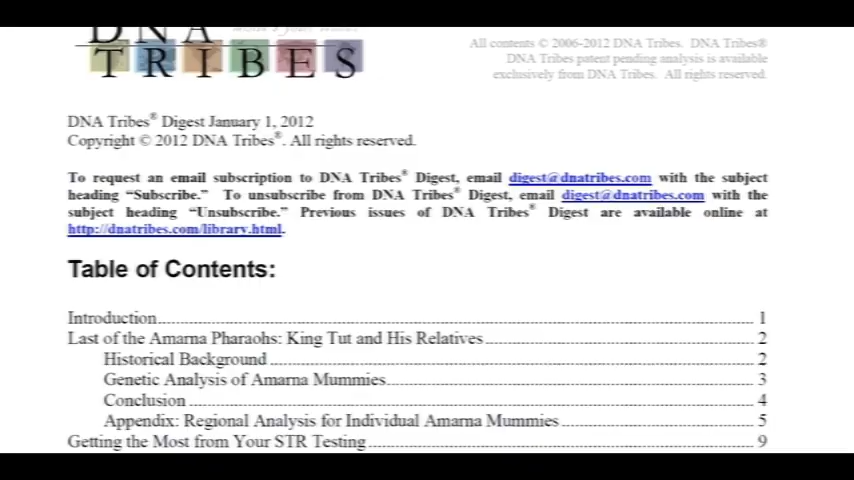 DNA
TRIBES
All contents © 2006-2012 DNA Tribes. DNA Tribes®
DNA Tribes patent pending analysis is available
exclusively from DNA Tribes. All rights reserved.
DNA Tribes® Digest January 1, 2012
Copyright © 2012 DNA Tribes®. All rights reserved.
To request an email subscription to DNA Tribes® Digest, email digest@dnatribes.com with the subject
heading “Subscribe.” To unsubscribe from DNA Tribes® Digest, email digest@dnatribes.com with the
subject heading “Unsubscribe.” Previous issues of DNA Tribes® Digest are available online at
http://dnatribes.com/library.html.
Table of Contents:
Introduction 1
Last of the Amarna Pharaohs: King Tut and His Relatives 2
Historical Background 2
Genetic Analysis of Amarna Mummies 3
Conclusion 4
Appendix: Regional Analysis for Individual Amarna Mummies 5
Getting the Most from Your STR Testing 9